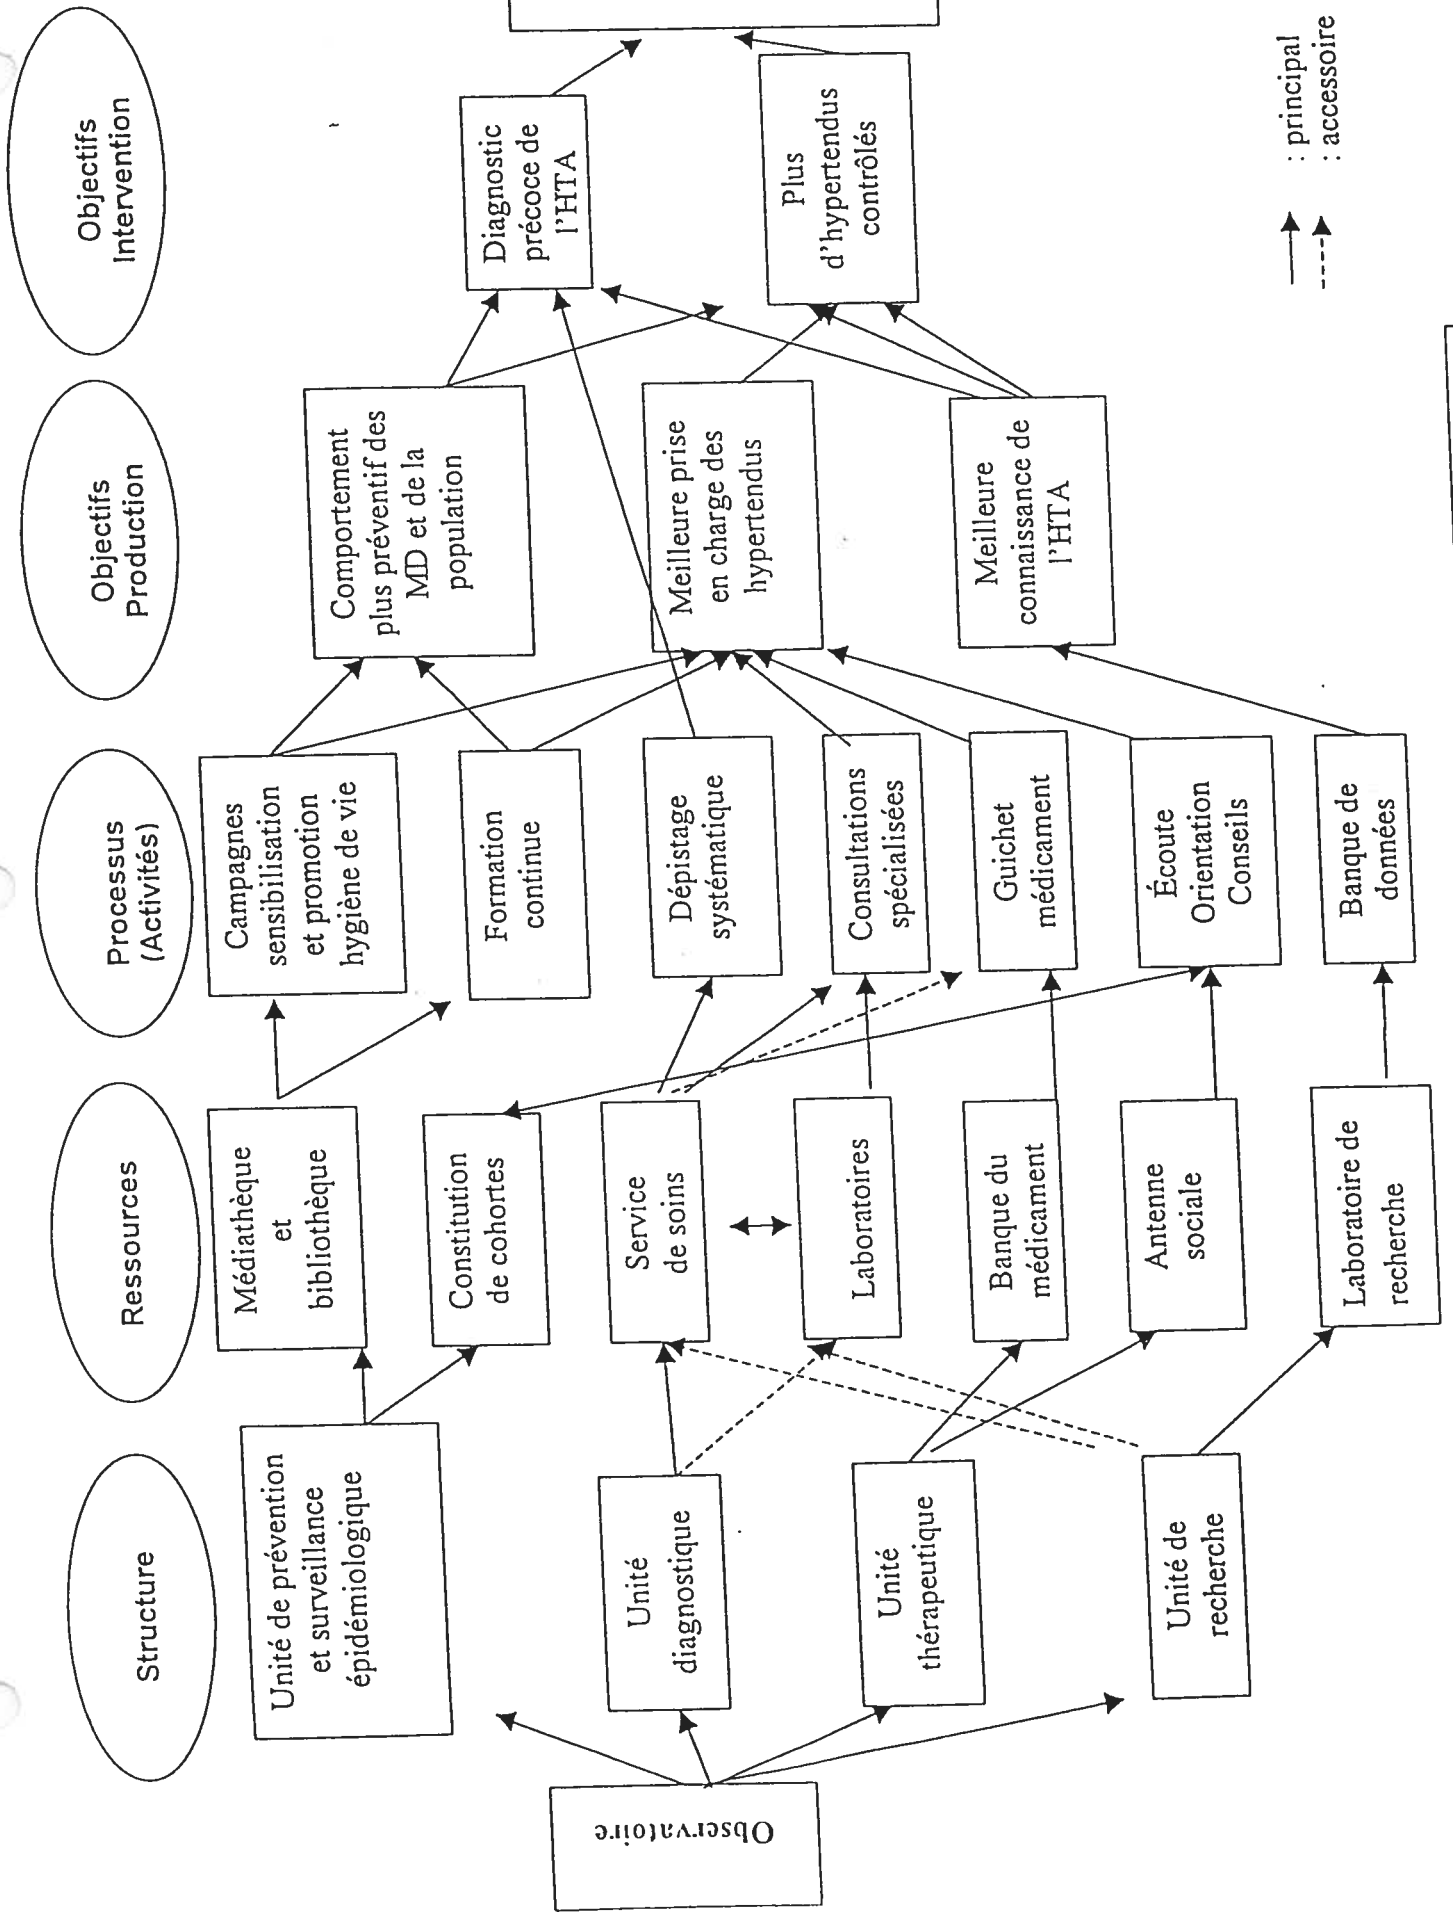 Structure
Ressources
Processus
(Activités)
Objectifs
Production
Objectifs
Intervention
Observatoire
Unité de prévention
et surveillance
épidémiologique
Unité
diagnostique
Unité
thérapeutique
Unité de
recherche
Médiathèque
et
bibliothèque
Constitution
de cohortes
Service
de soins
Laboratoires
Banque du
médicament
Antenne
sociale
Laboratoire de
recherche
Campagnes
sensibilisation
et promotion
hygiène de vie
Formation
continue
Dépistage
systématique
Consultations
spécialisées
Guichet
médicament
Écoute
Orientation
Conseils
Banque de
données
Comportement
plus préventif des
MD et de la
population
Meilleure prise
en charge des
hypertendus
Meilleure
connaissance de
l'HTA
Diagnostic
précoce de
l'HTA
Plus
d'hypertendus
contrôlés
: principal
: accessoire